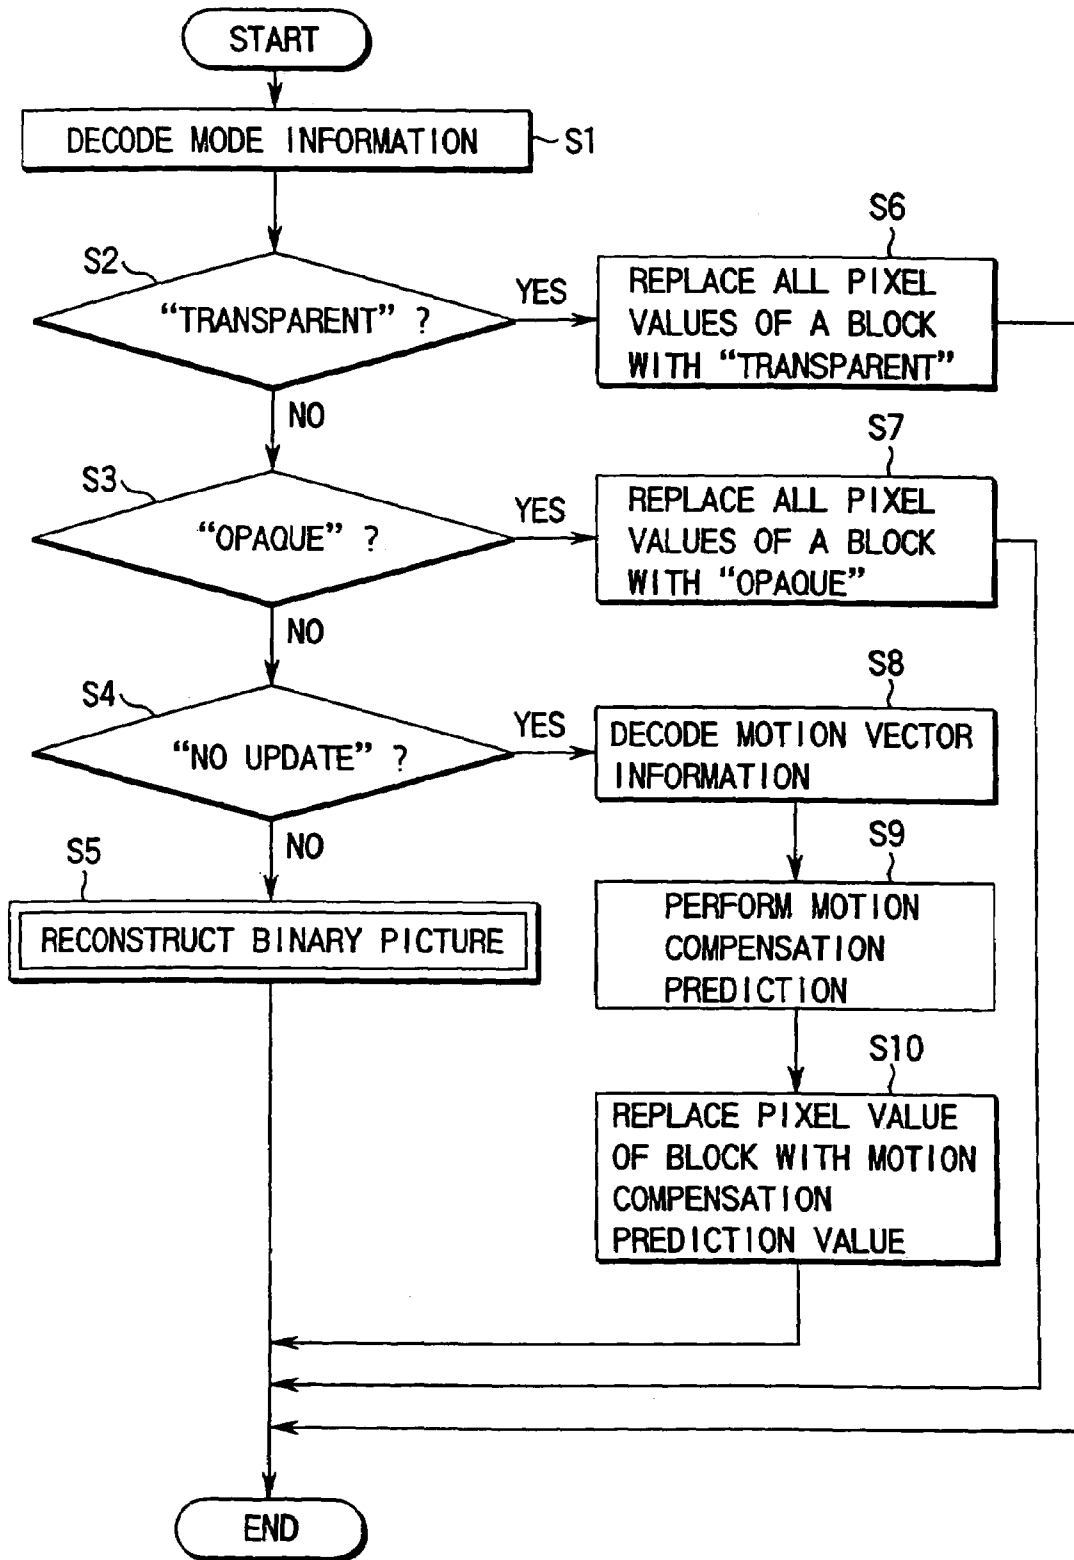 START
DECODE MODE INFORMATION
S1
S2
"TRANSPARENT" ?
YES
S6
REPLACE ALL PIXEL
VALUES OF A BLOCK
WITH "TRANSPARENT"
NO
S3
"OPAQUE" ?
YES
S7
REPLACE ALL PIXEL
VALUES OF A BLOCK
WITH "OPAQUE"
NO
S4
"NO UPDATE" ?
YES
S8
DECODE MOTION VECTOR
INFORMATION
NO
S5
RECONSTRUCT BINARY PICTURE
S9
PERFORM MOTION
COMPENSATION
PREDICTION
S10
REPLACE PIXEL VALUE
OF BLOCK WITH MOTION
COMPENSATION
PREDICTION VALUE
END